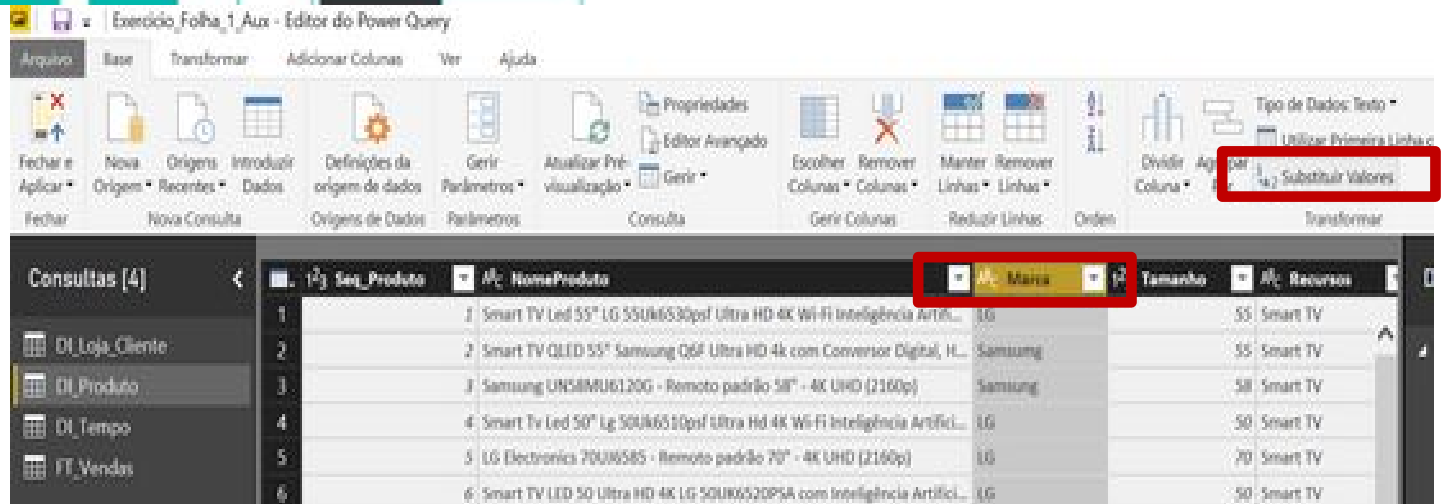 Exercicio_Folha_1_Aux - Editor do Power Query
Arquivo Base Transformar Adicionar Colunas Ver Ajuda
Fechar e Aplicar
Nova Origem
Origens Recentes
Introduzir Dados
Definições da origem de dados
Gerir Parâmetros
Atualizar Pré-visualização
Propriedades
Editor Avançado
Gerir
Escolher Colunas
Remover Colunas
Manter Linhas
Remover Linhas
Dividir Coluna
Tipo de Dados: Texto
Utilizar Primeira Linha
Substituir Valores
Fechar Nova Consulta Origens de Dados Parâmetros Consulta Gerir Colunas Reduzir Linhas Orden Transformar
Consultas [4]
DI_Loja_Cliente
DI_Produto
DI_Tempo
FT_Vendas
Seq_Produto NomeProduto Marca Tamanho Recursos
1 1 Smart TV Led 55" LG 55UK6530psf Ultra HD 4K Wi-Fi Inteligência Artifi... LG 55 Smart TV
2 2 Smart TV QLED 55" Samsung Q6F Ultra HD 4k com Conversor Digital, H... Samsung 55 Smart TV
3 3 Samsung UN58MU6120G - Remoto padrão 58" - 4K UHD (2160p) Samsung 58 Smart TV
4 4 Smart Tv Led 50" Lg 50Uk6510psf Ultra Hd 4K Wi-Fi Inteligência Artifici... LG 50 Smart TV
5 5 LG Electronics 70UJ6585 - Remoto padrão 70" - 4K UHD (2160p) LG 70 Smart TV
6 6 Smart TV LED 50 Ultra HD 4K LG 50UK6520PSA com Inteligência Artifici... LG 50 Smart TV